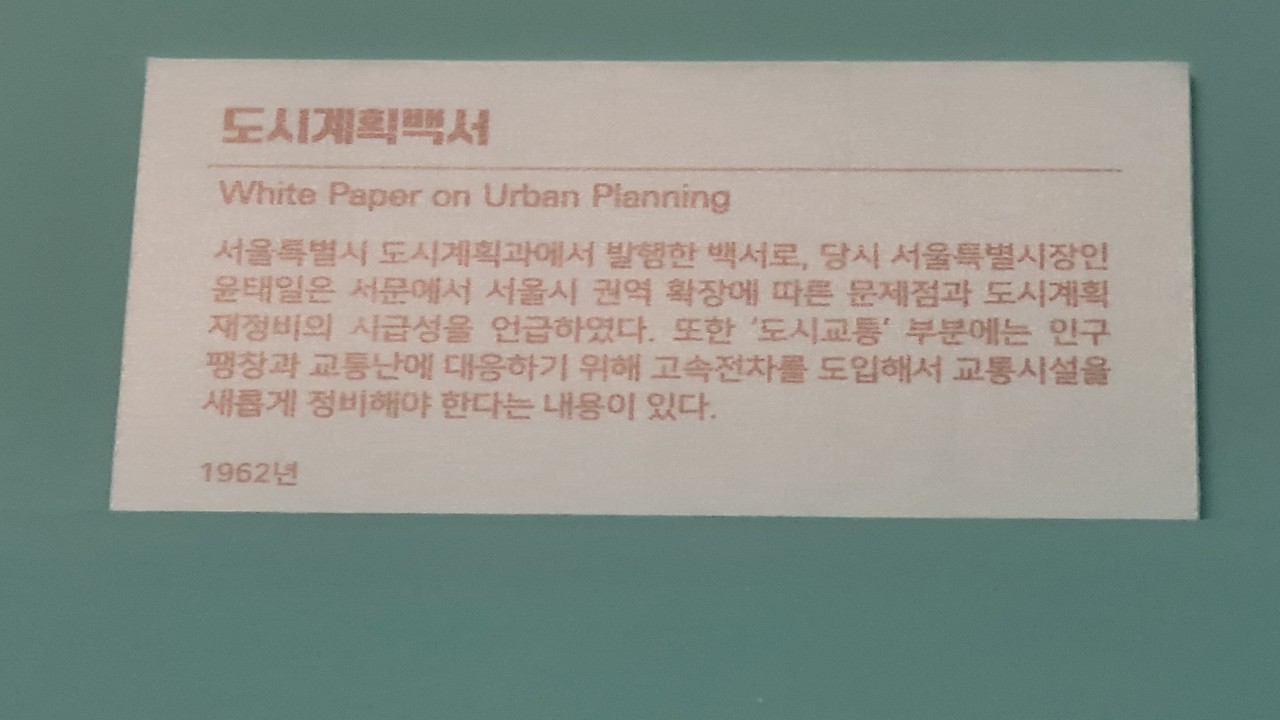 도시계획백서
White Paper on Urban Planning
서울특별시 도시계획과에서 발행한 백서로, 당시 서울특별시장인
윤태일은 서문에서 서울시 권역 확장에 따른 문제점과 도시계획
재정비의 시급성을 언급하였다. 또한 ‘도시교통’ 부분에는 인구
팽창과 교통난에 대응하기 위해 고속전차를 도입해서 교통시설을
새롭게 정비해야 한다는 내용이 있다.
1962년